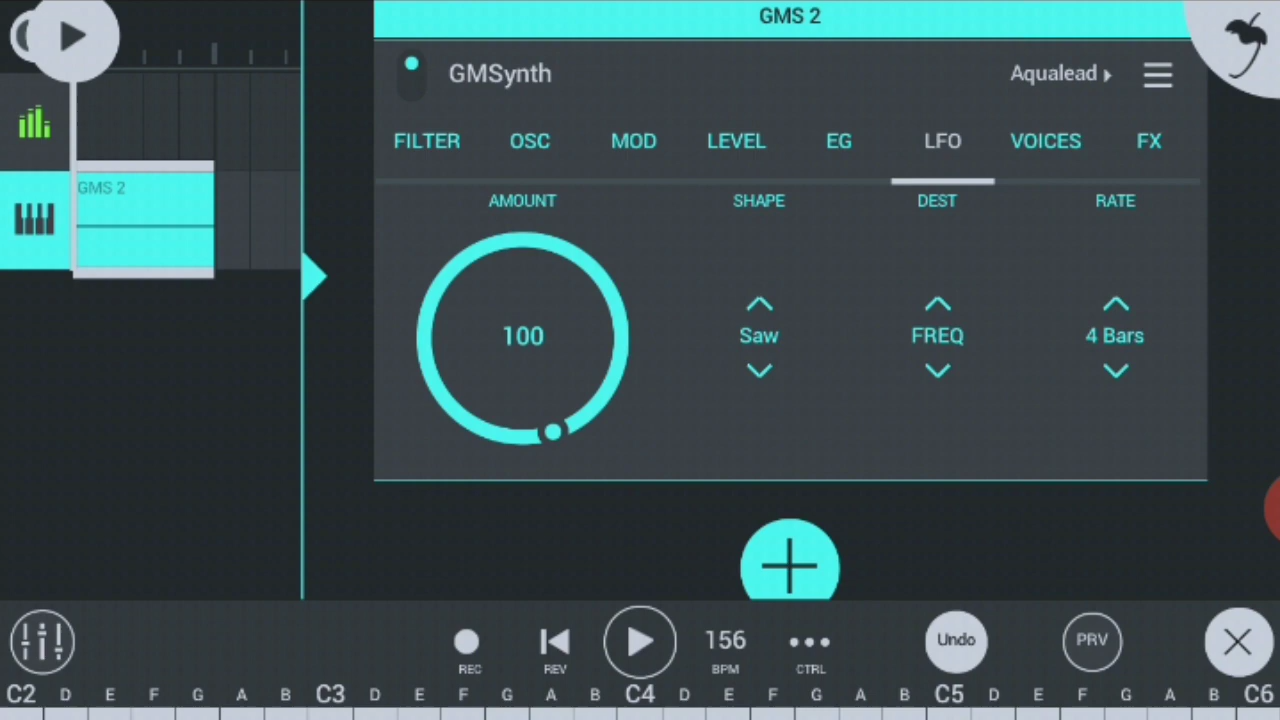 GMS 2
GMSynth
Aqualead
FILTER OSC MOD LEVEL EG LFO VOICES FX
GMS 2
AMOUNT SHAPE DEST RATE
100 Saw FREQ 4 Bars
156 Undo PRV
REC REV BPM CTRL
C2 D E F G A B C3 D E F G A B C4 D E F G A B C5 D E F G A B C6